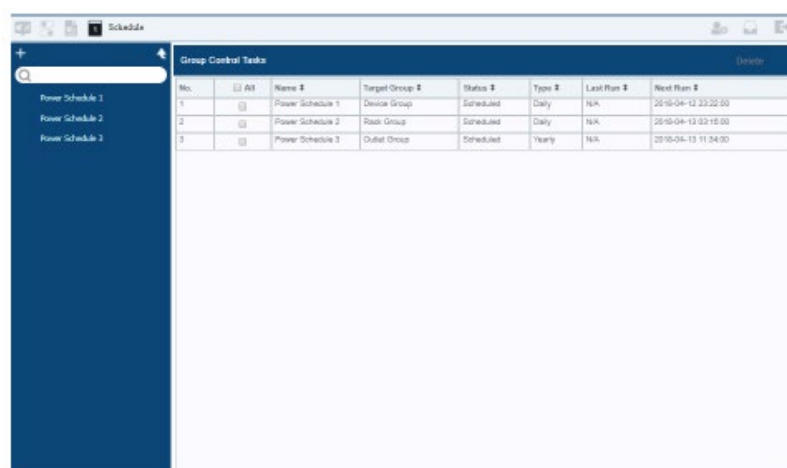 Schedule
Group Control Tasks Delete
No. All Name Target Group Status Type Last Run Next Run
Power Schedule 1
Power Schedule 2
Power Schedule 3
1 Power Schedule 1 Device Group Scheduled Daily N/A 2018-04-12 23:22:00
2 Power Schedule 2 Rack Group Scheduled Daily N/A 2018-04-13 03:15:00
3 Power Schedule 3 Outlet Group Scheduled Yearly N/A 2018-04-13 11:34:00